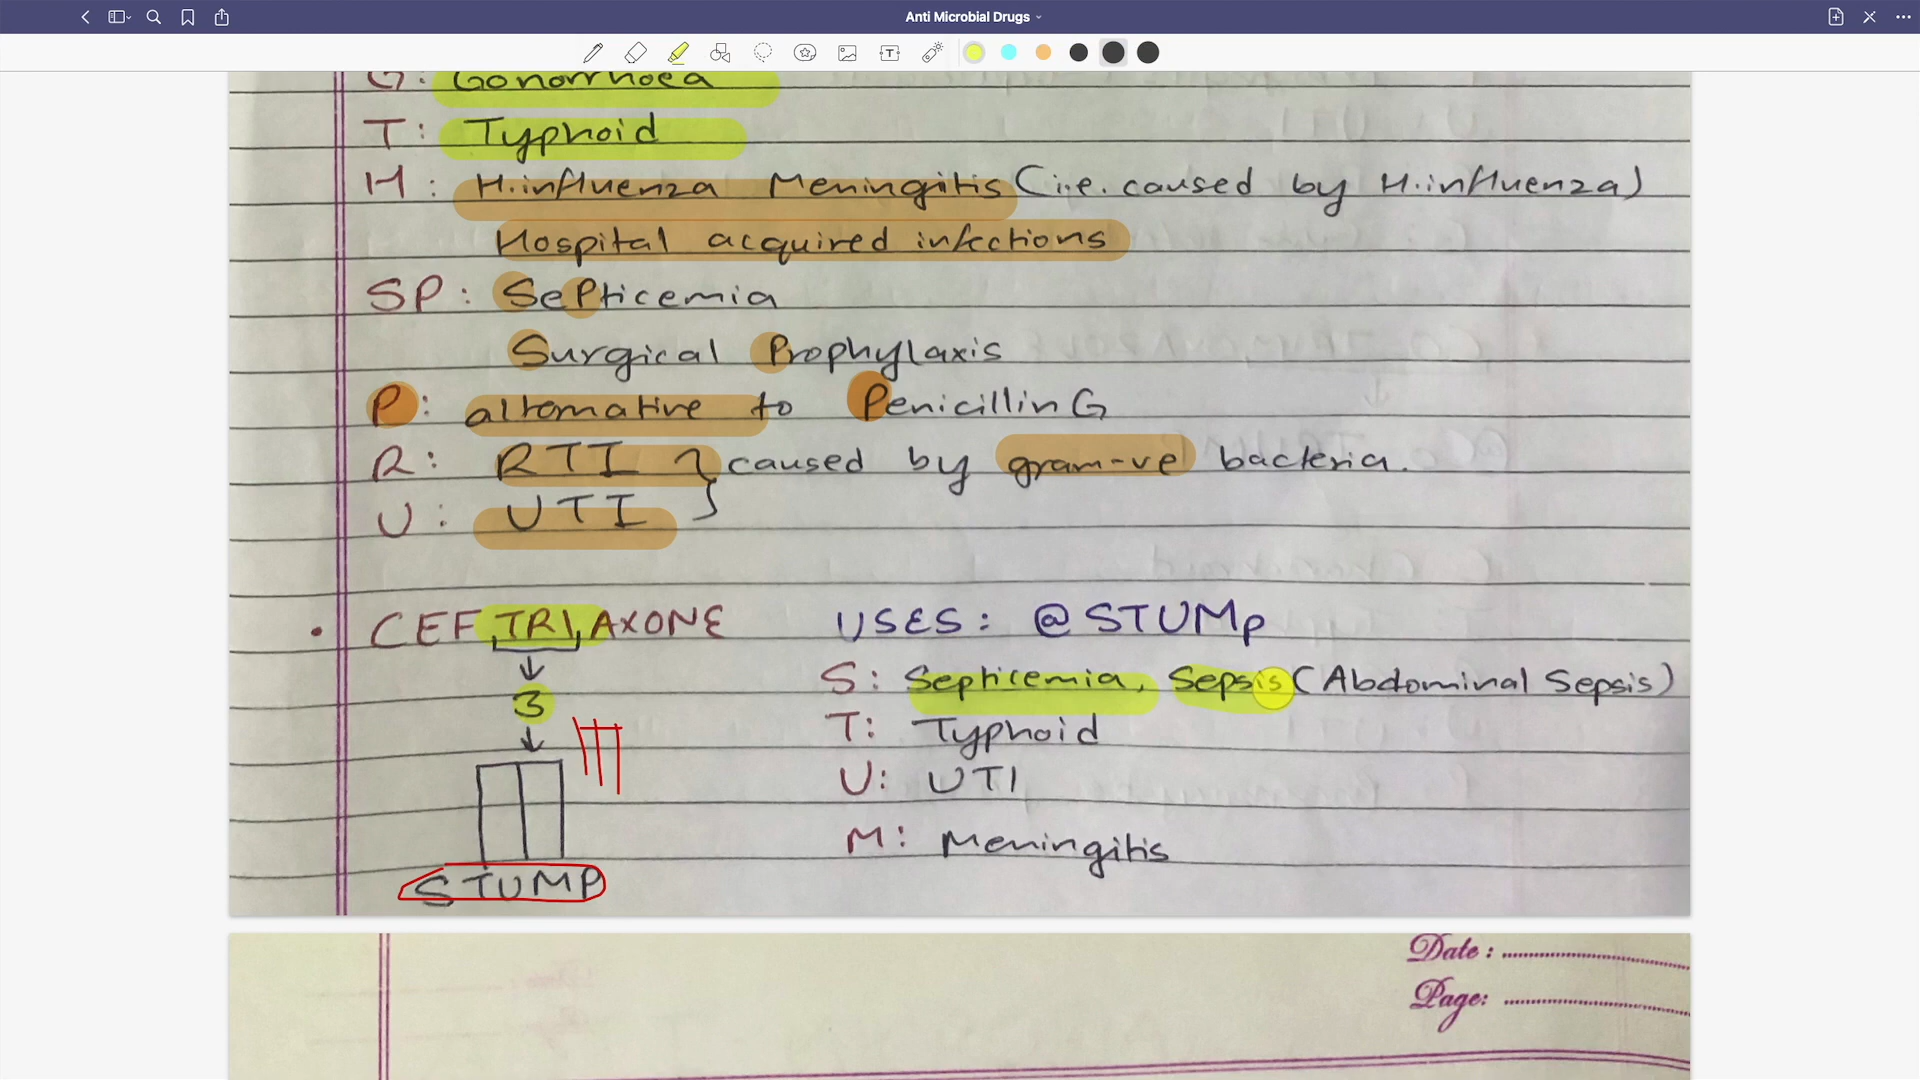 Anti Microbial Drugs
G: Gonorrhoea
T: Typhoid
H: H.influenza Meningitis (i.e. caused by H.influenza)
Hospital acquired infections
SP: SePticemia
Surgical Prophylaxis
P: alternative to Penicillin G
R: RTI } caused by gram-ve bacteria.
U: UTI
• CEFTRIAXONE
3
STUMP
USES: @ STUMp
S: Septicemia, Sepsis (Abdominal Sepsis)
T: Typhoid
U: UTI
M: Meningitis
Date :
Page: